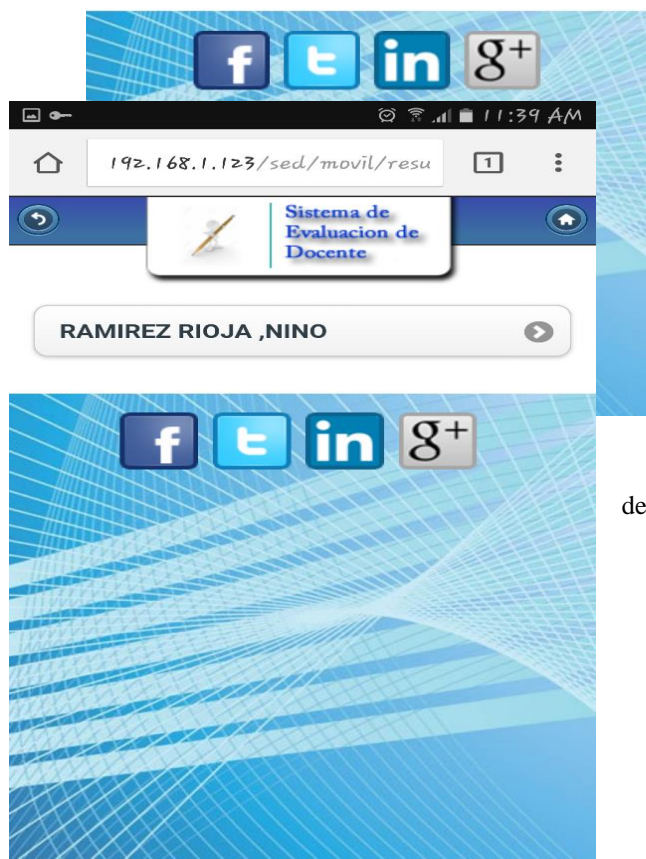 f t in g+
11:39 AM
192.168.1.123/sed/movil/resu 1
Sistema de
Evaluacion de
Docente
RAMIREZ RIOJA ,NINO
f t in g+
de